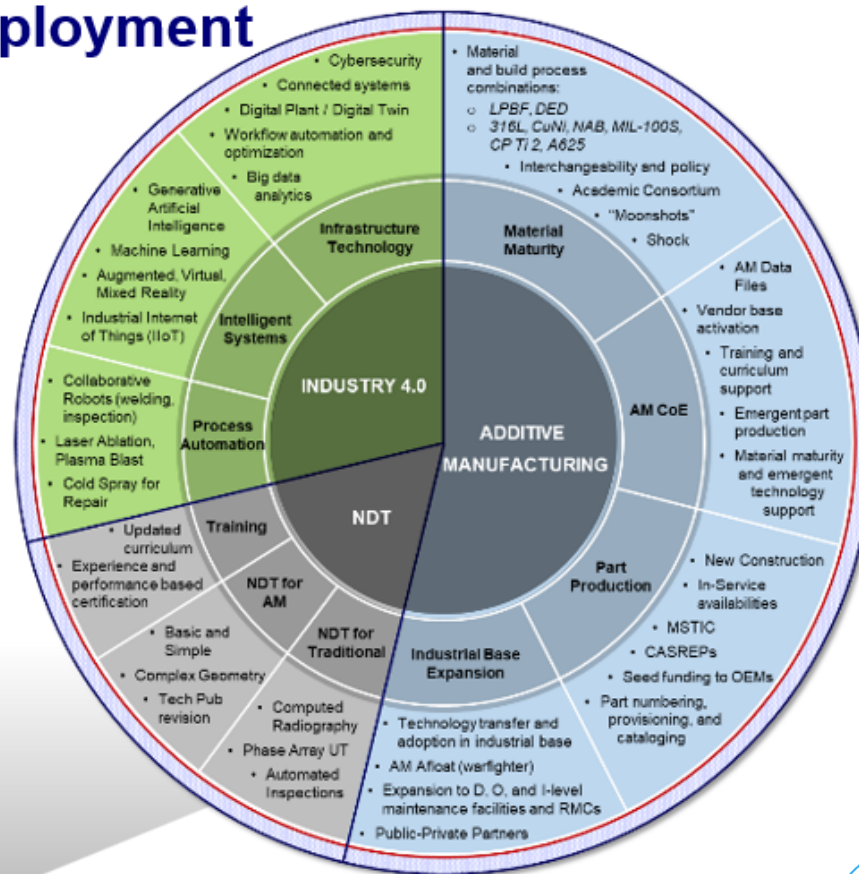 ployment
• Cybersecurity
• Connected systems
• Digital Plant / Digital Twin
• Workflow automation and
optimization
• Big data
analytics
Infrastructure
Technology
• Generative
Artificial
Intelligence
• Machine Learning
• Augmented, Virtual,
Mixed Reality
• Industrial Internet
of Things (IIoT)
Intelligent
Systems
• Collaborative
Robots (welding,
inspection)
• Laser Ablation,
Plasma Blast
• Cold Spray for
Repair
Process
Automation
INDUSTRY 4.0
• Material
and build process
combinations:
○ LPBF, DED
○ 316L, CuNi, NAB, MIL-100S,
CP Ti 2, A625
• Interchangeability and policy
• Academic Consortium
• "Moonshots"
• Shock
Material
Maturity
• AM Data
Files
• Vendor base
activation
• Training and
curriculum
support
• Emergent part
production
• Material maturity
and emergent
technology
support
AM CoE
ADDITIVE
MANUFACTURING
• New Construction
• In-Service
availabilities
• MSTIC
• CASREPs
• Seed funding to OEMs
• Part numbering,
provisioning, and
cataloging
Part
Production
Industrial Base
Expansion
• Technology transfer and
adoption in industrial base
• AM Afloat (warfighter)
• Expansion to D, O, and I-level
maintenance facilities and RMCs
• Public-Private Partners
NDT
Training
• Updated
curriculum
• Experience and
performance based
certification
NDT for
AM
• Basic and
Simple
• Complex Geometry
• Tech Pub
revision
NDT for
Traditional
• Computed
Radiography
• Phase Array UT
• Automated
Inspections